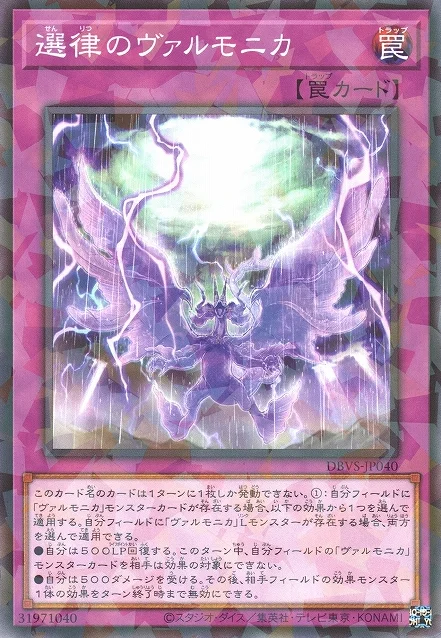 選律のヴァルモニカ
罠
【罠カード】
DBVS-JP040
このカード名のカードは1ターンに1枚しか発動できない。①:自分フィールドに
「ヴァルモニカ」モンスターカードが存在する場合、以下の効果から1つを選んで
適用する。自分フィールドに「ヴァルモニカ」Lモンスターが存在する場合、両方
を選んで適用できる。
●自分は500LP回復する。このターン中、自分フィールドの「ヴァルモニカ」
モンスターカードを相手は効果の対象にできない。
●自分は500ダメージを受ける。その後、相手フィールドの効果モンスター
1体の効果をターン終了時まで無効にできる。
31971040
©スタジオ・ダイス/集英社・テレビ東京・KONAMI